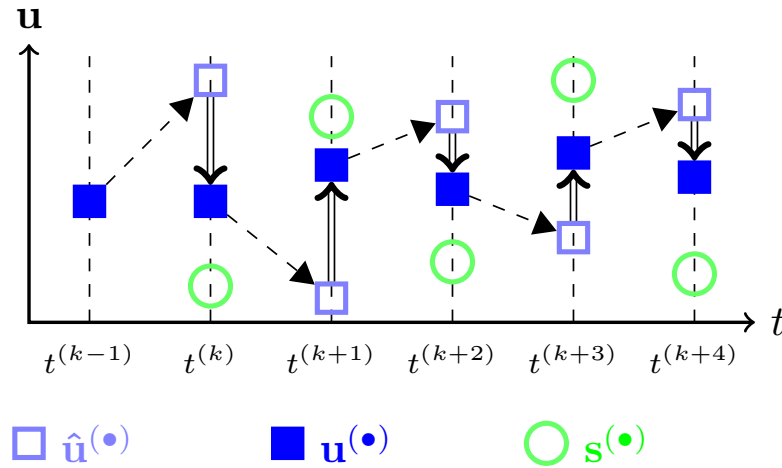 u
t
t^(k−1) t^(k) t^(k+1) t^(k+2) t^(k+3) t^(k+4)
û^(•) u^(•) s^(•)